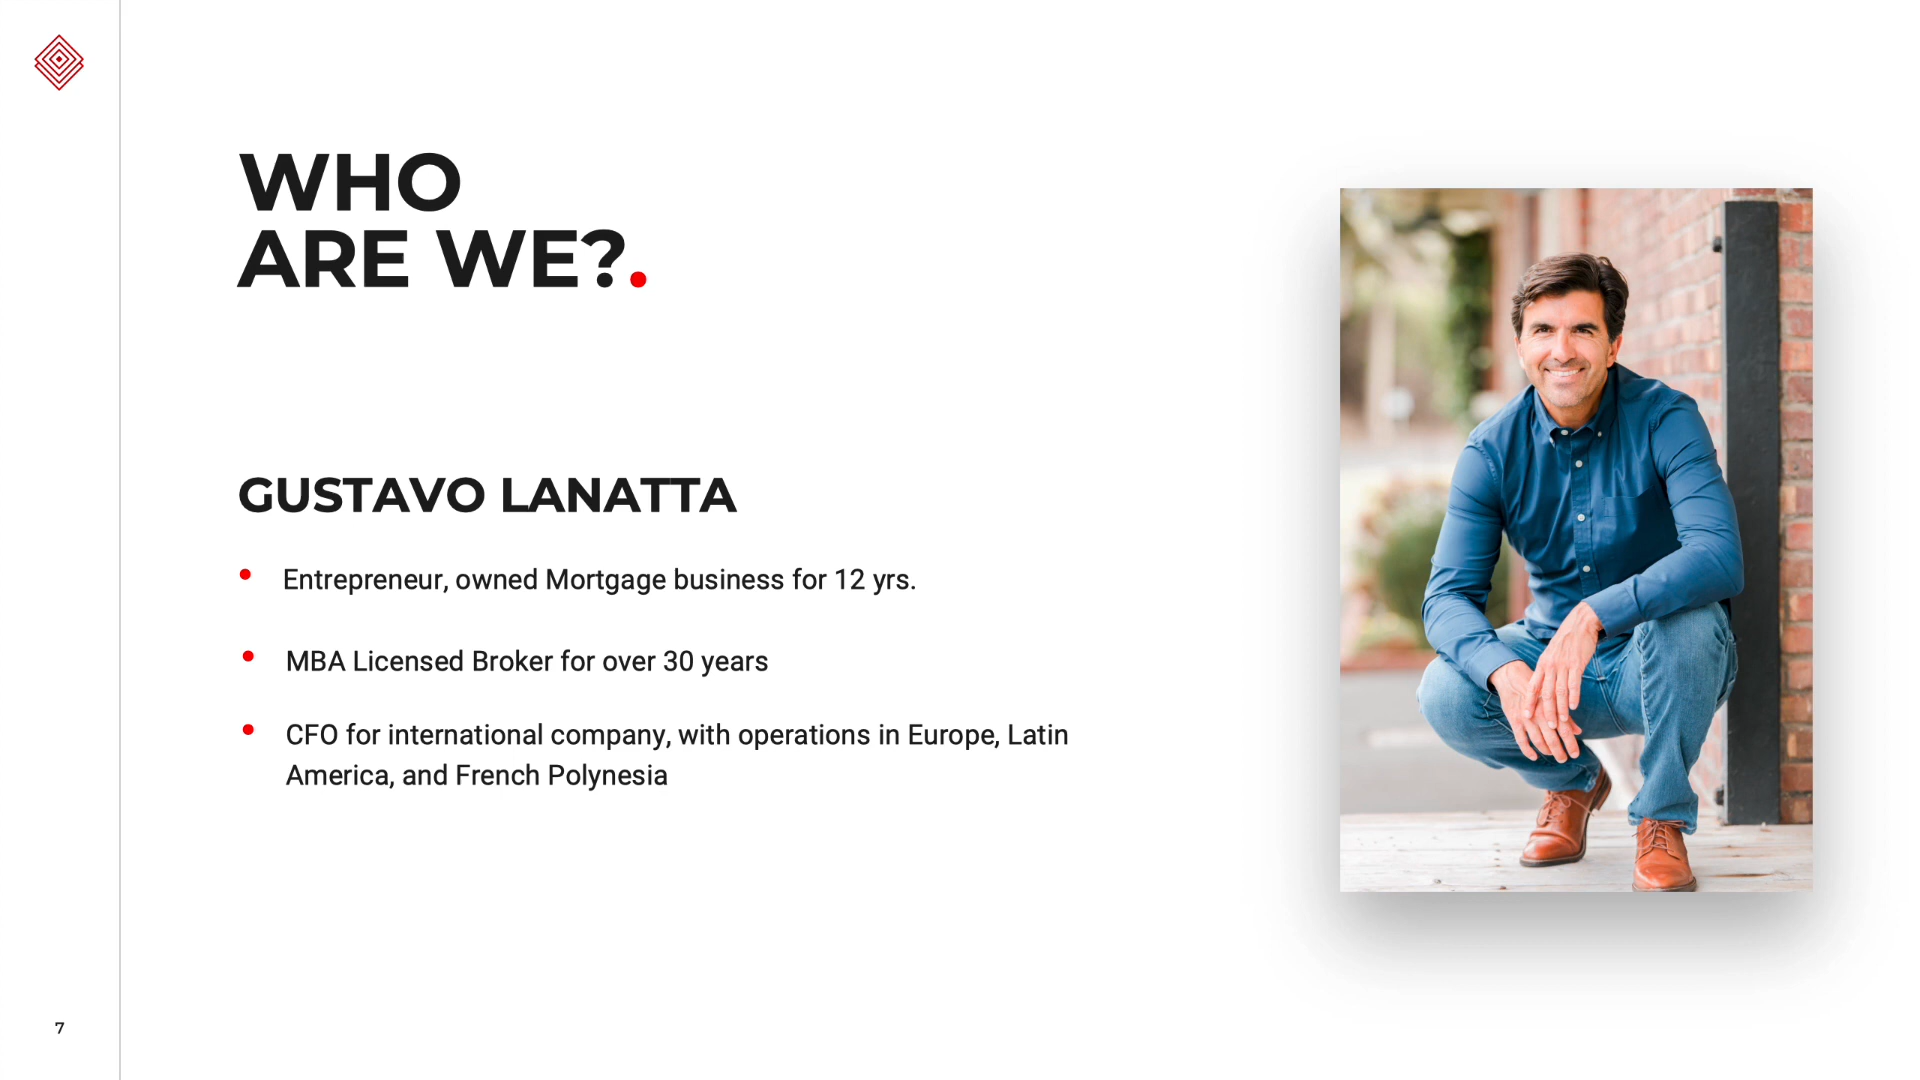 WHO
ARE WE?.
GUSTAVO LANATTA
• Entrepreneur, owned Mortgage business for 12 yrs.
• MBA Licensed Broker for over 30 years
• CFO for international company, with operations in Europe, Latin
America, and French Polynesia
7